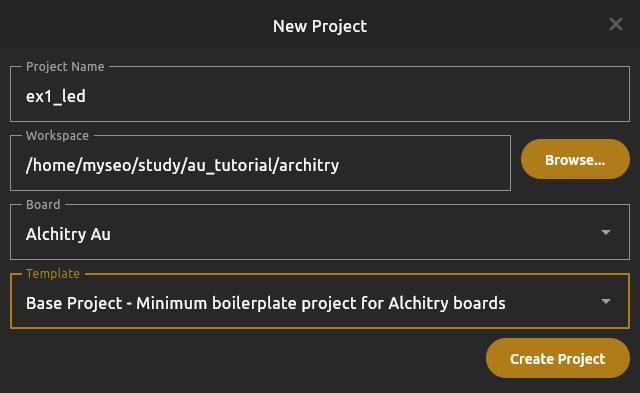 New Project
Project Name
ex1_led
Workspace
/home/myseo/study/au_tutorial/architry
Browse...
Board
Alchitry Au
Template
Base Project - Minimum boilerplate project for Alchitry boards
Create Project